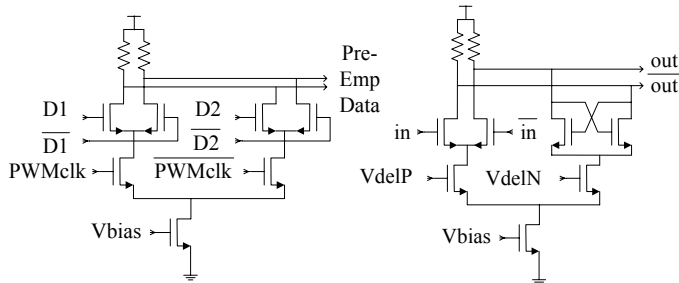 Pre-
Emp
Data
D1
D1
D2
D2
PWMclk
PWMclk
Vbias
out
out
in
in
VdelP
VdelN
Vbias